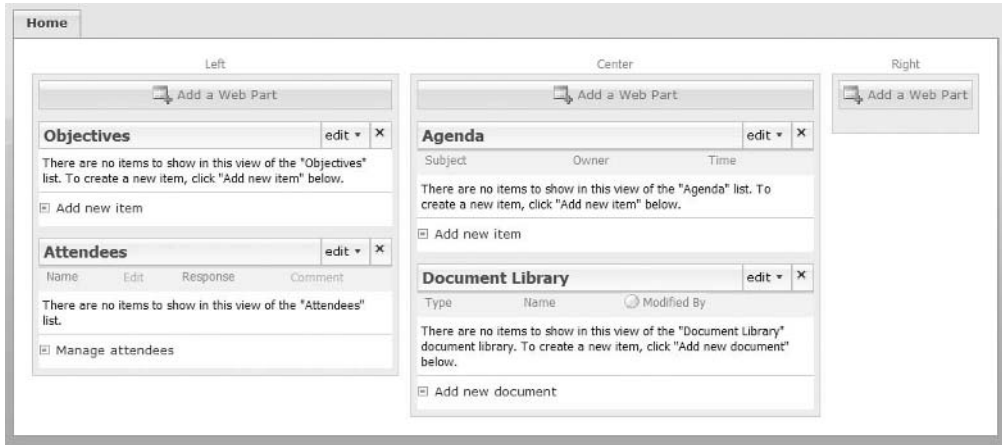 Home
Left
Add a Web Part
Objectives edit
There are no items to show in this view of the "Objectives"
list. To create a new item, click "Add new item" below.
Add new item
Attendees edit
Name Edit Response Comment
There are no items to show in this view of the "Attendees"
list.
Manage attendees
Center
Add a Web Part
Agenda edit
Subject Owner Time
There are no items to show in this view of the "Agenda" list. To
create a new item, click "Add new item" below.
Add new item
Document Library edit
Type Name Modified By
There are no items to show in this view of the "Document Library"
document library. To create a new item, click "Add new document"
below.
Add new document
Right
Add a Web Part